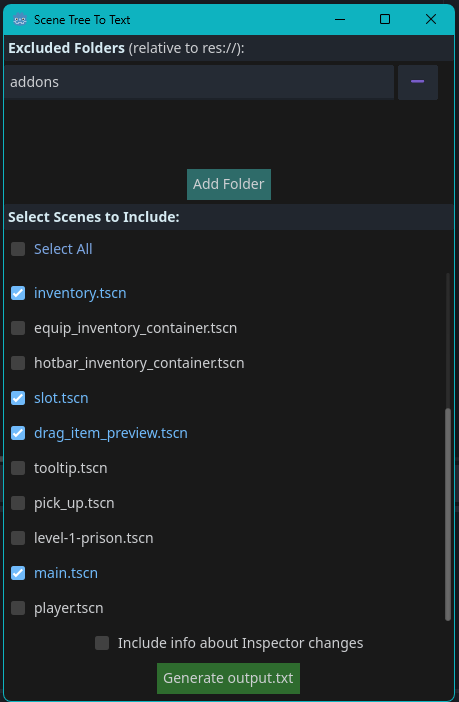 Scene Tree To Text
Excluded Folders (relative to res://):
addons
Add Folder
Select Scenes to Include:
Select All
inventory.tscn
equip_inventory_container.tscn
hotbar_inventory_container.tscn
slot.tscn
drag_item_preview.tscn
tooltip.tscn
pick_up.tscn
level-1-prison.tscn
main.tscn
player.tscn
Include info about Inspector changes
Generate output.txt